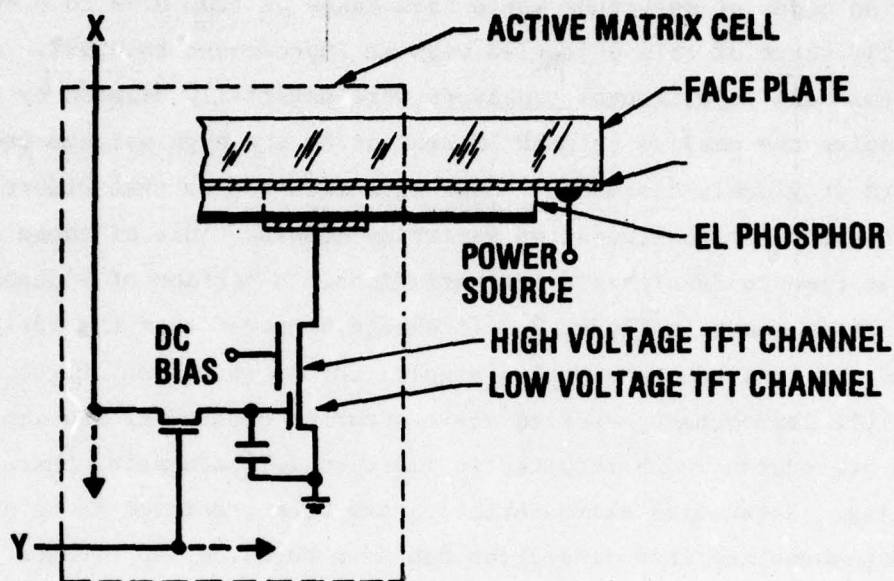 X
ACTIVE MATRIX CELL
FACE PLATE
EL PHOSPHOR
POWER
SOURCE
DC
BIAS
HIGH VOLTAGE TFT CHANNEL
LOW VOLTAGE TFT CHANNEL
Y